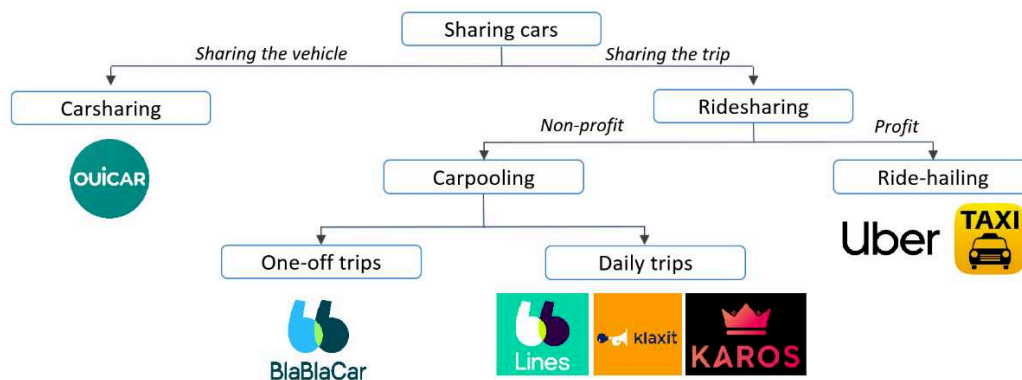 Sharing cars
Sharing the vehicle
Sharing the trip
Carsharing
Ridesharing
OUICAR
Non-profit
Profit
Carpooling
Ride-hailing
Uber
TAXI
One-off trips
Daily trips
BlaBlaCar
Lines
klaxit
KAROS